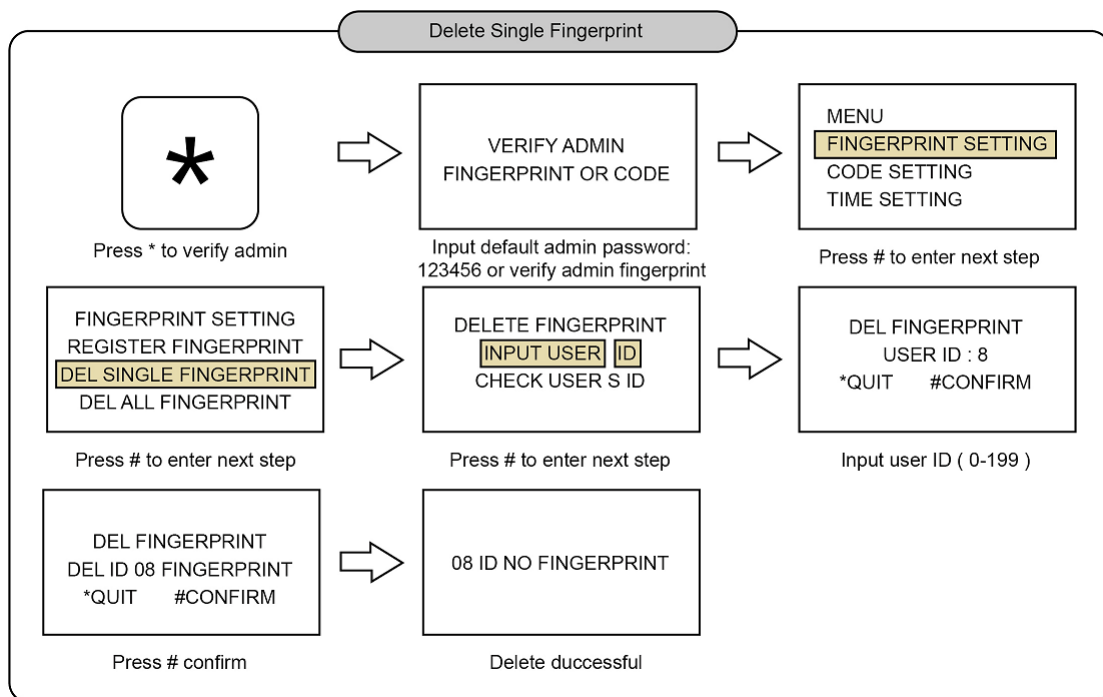 Delete Single Fingerprint
*
Press * to verify admin
VERIFY ADMIN
FINGERPRINT OR CODE
Input default admin password:
123456 or verify admin fingerprint
MENU
FINGERPRINT SETTING
CODE SETTING
TIME SETTING
Press # to enter next step
FINGERPRINT SETTING
REGISTER FINGERPRINT
DEL SINGLE FINGERPRINT
DEL ALL FINGERPRINT
Press # to enter next step
DELETE FINGERPRINT
INPUT USER ID
CHECK USER S ID
Press # to enter next step
DEL FINGERPRINT
USER ID : 8
*QUIT #CONFIRM
Input user ID ( 0-199 )
DEL FINGERPRINT
DEL ID 08 FINGERPRINT
*QUIT #CONFIRM
Press # confirm
08 ID NO FINGERPRINT
Delete duccessful